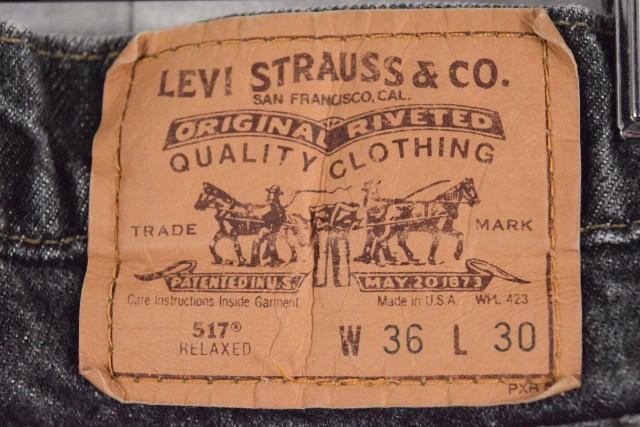 LEVI STRAUSS & CO.
SAN FRANCISCO, CAL.
ORIGINAL RIVETED
QUALITY CLOTHING
TRADE MARK
PATENTED IN U.S. MAY 20 1873
Care Instructions Inside Garment Made in U.S.A. WPL 423
517® W 36 L 30
RELAXED